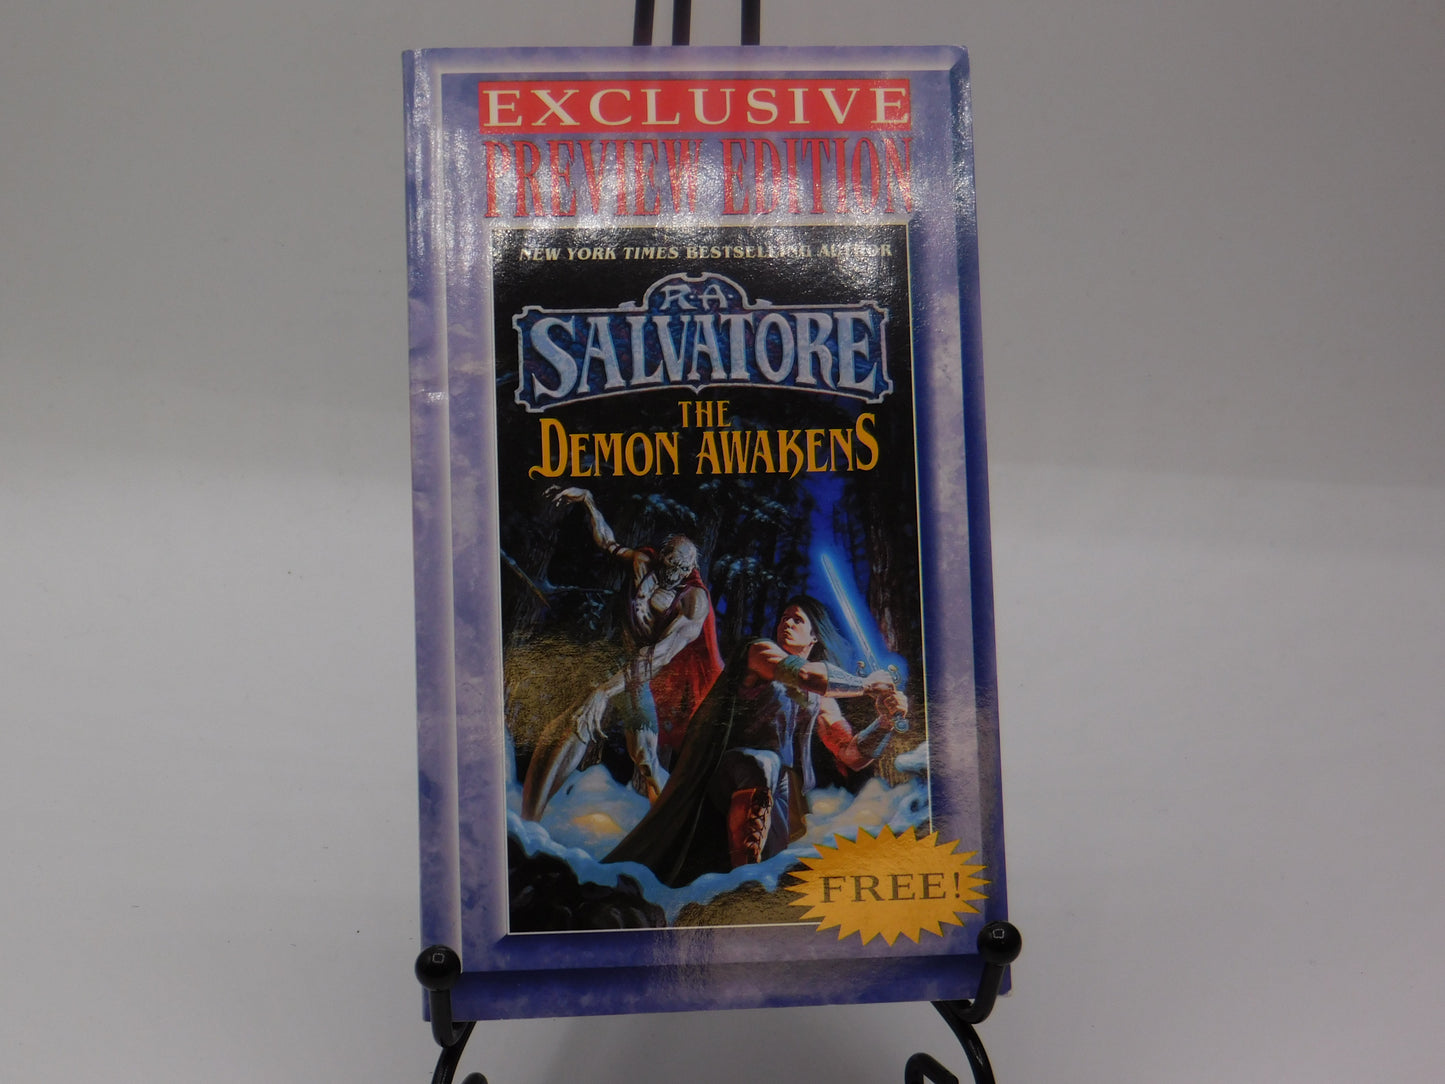 EXCLUSIVE
PREVIEW EDITION
NEW YORK TIMES BESTSELLING AUTHOR
R·A·
SALVATORE
THE
DEMON AWAKENS
FREE!